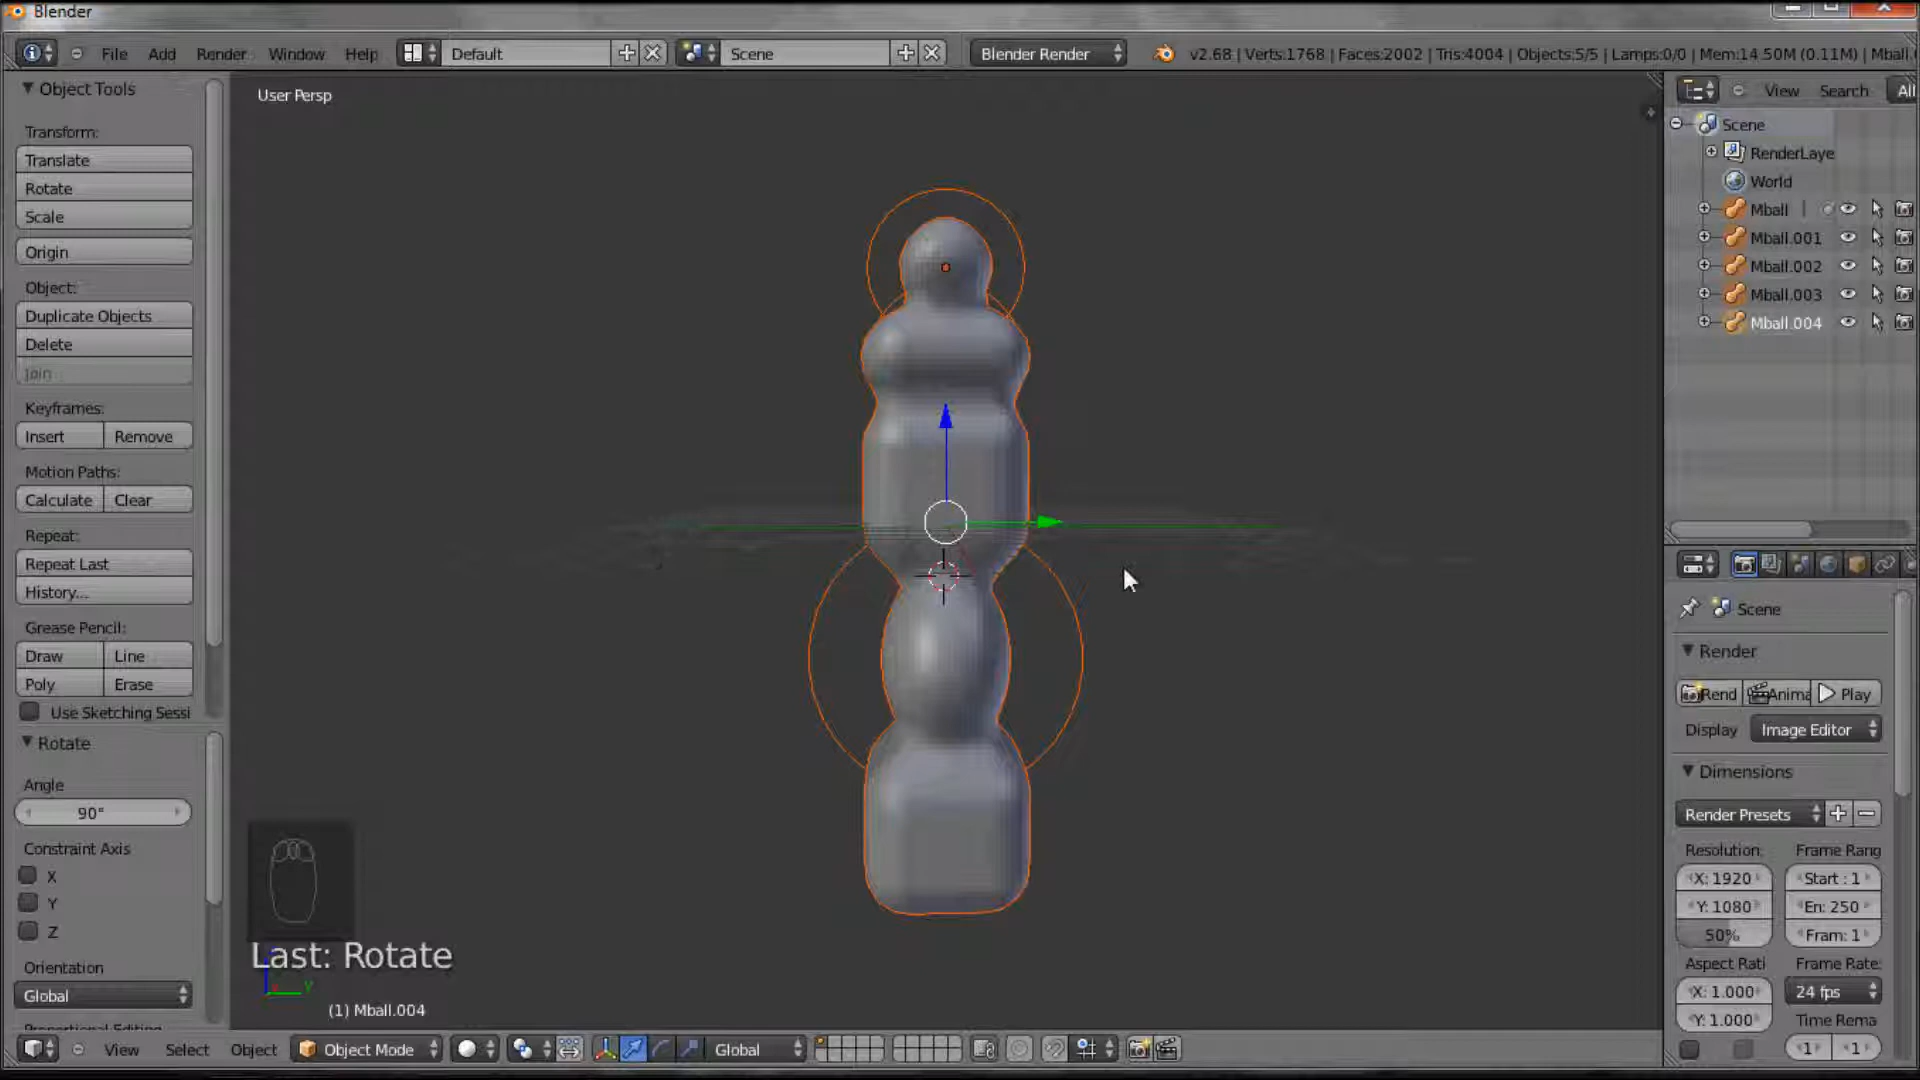 Blender
File Add Render Window Help Default Scene Blender Render v2.68 | Verts:1768 | Faces:2002 | Tris:4004 | Objects:5/5 | Lamps:0/0 | Mem:14.50M (0.11M) | Mball.
Object Tools
Transform:
Translate
Rotate
Scale
Origin
Object:
Duplicate Objects
Delete
Join
Keyframes:
Insert Remove
Motion Paths:
Calculate Clear
Repeat:
Repeat Last
History...
Grease Pencil:
Draw Line
Poly Erase
Use Sketching Sessi
Rotate
Angle
90°
Constraint Axis
X
Y
Z
Orientation
Global
Proportional Editing
User Persp
Last: Rotate
(1) Mball.004
View Select Object Object Mode Global
View Search All
Scene
RenderLaye
World
Mball
Mball.001
Mball.002
Mball.003
Mball.004
Scene
Render
Rend Anima Play
Display Image Editor
Dimensions
Render Presets
Resolution: Frame Rang
X: 1920 Start : 1
Y: 1080 En: 250
50% Fram: 1
Aspect Rati Frame Rate:
X: 1.000 24 fps
Y: 1.000 Time Rema
1 1